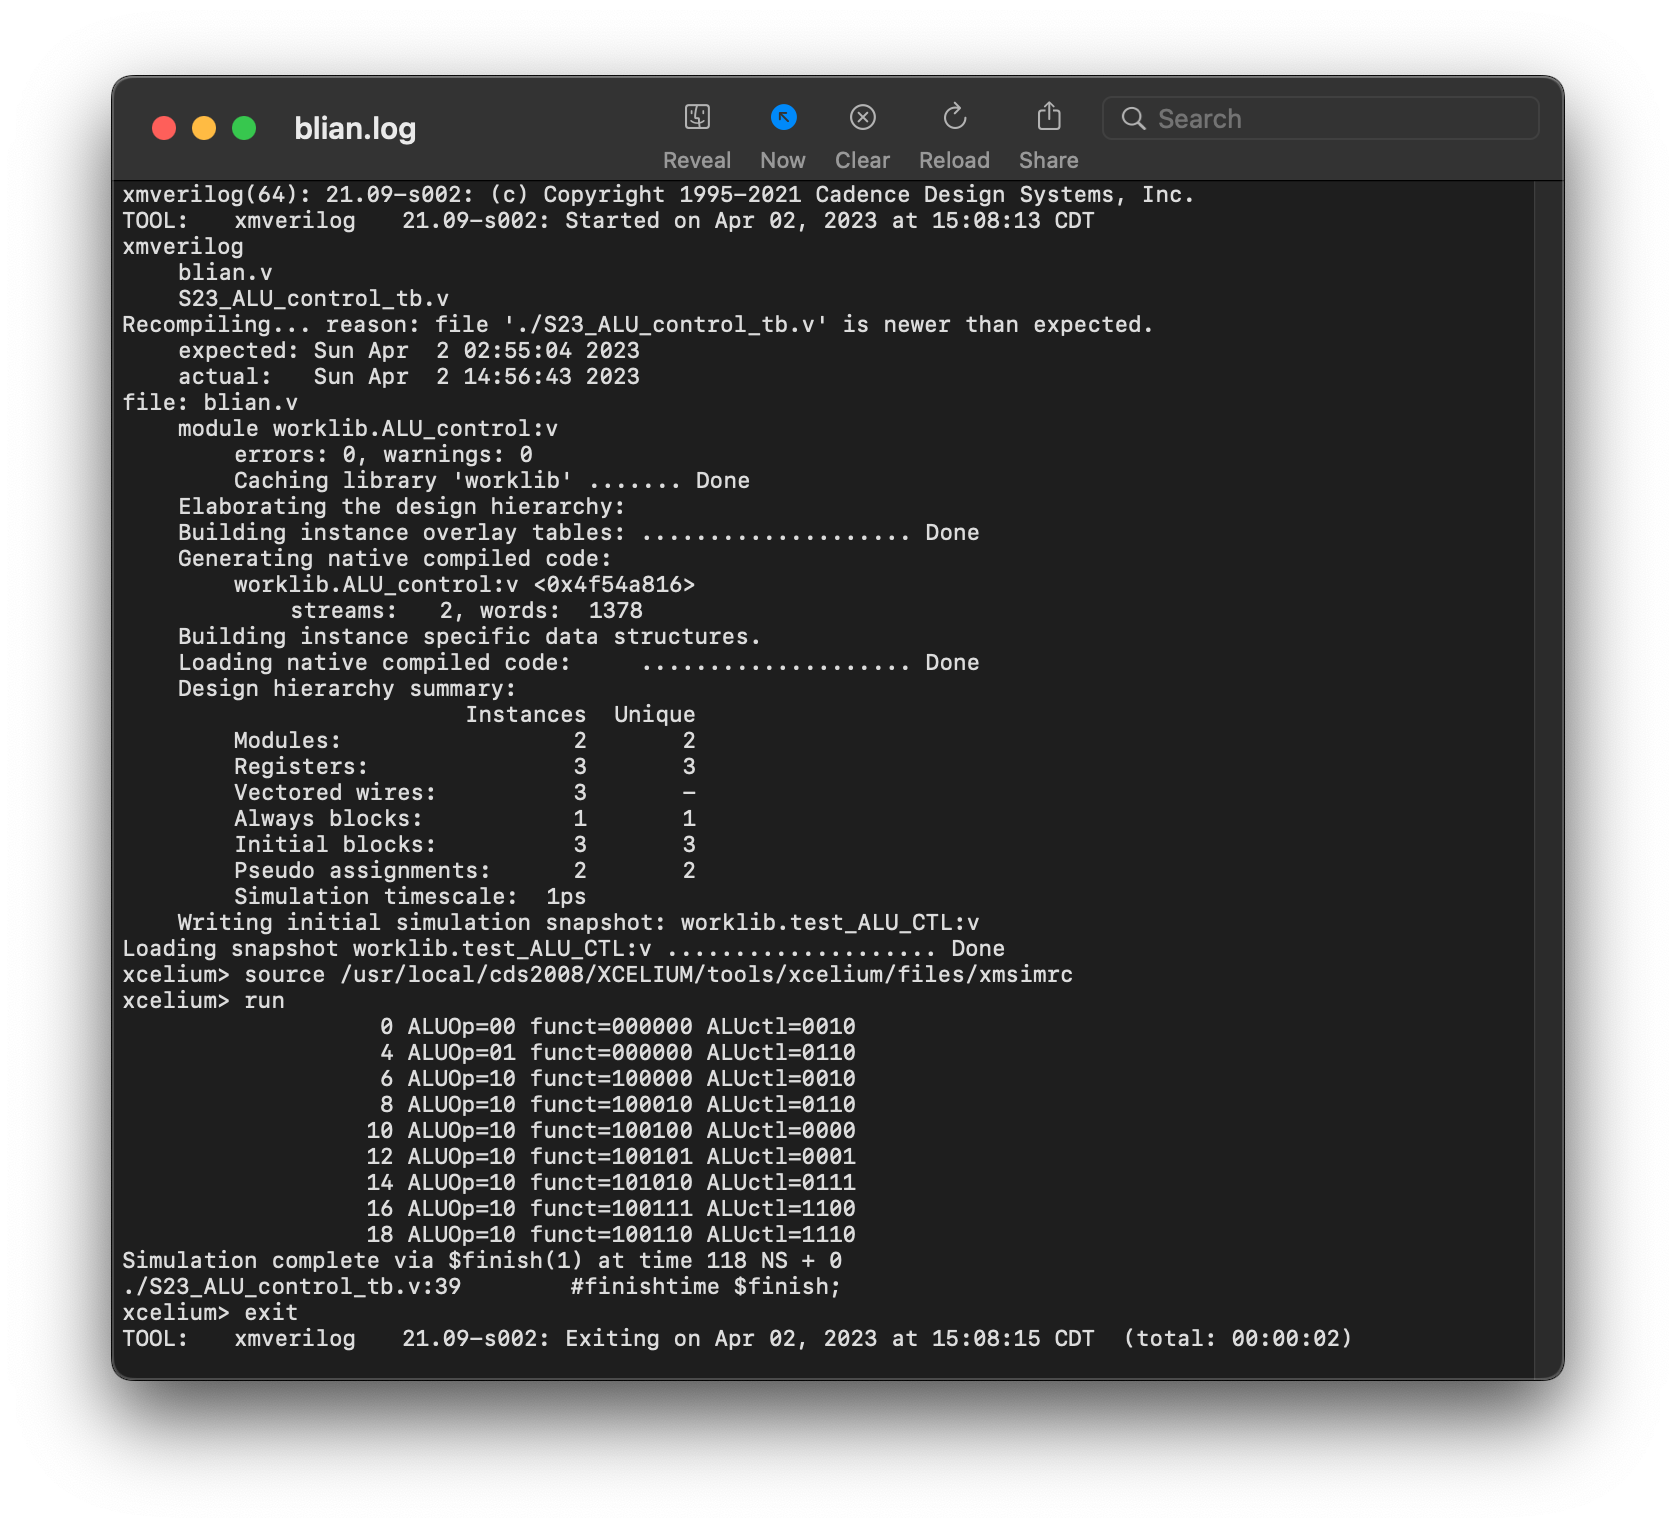 blian.log
Reveal Now Clear Reload Share Search
xmverilog(64): 21.09-s002: (c) Copyright 1995-2021 Cadence Design Systems, Inc.
TOOL:	xmverilog	21.09-s002: Started on Apr 02, 2023 at 15:08:13 CDT
xmverilog
    blian.v
    S23_ALU_control_tb.v
Recompiling... reason: file './S23_ALU_control_tb.v' is newer than expected.
    expected: Sun Apr  2 02:55:04 2023
    actual:   Sun Apr  2 14:56:43 2023
file: blian.v
    module worklib.ALU_control:v
        errors: 0, warnings: 0
        Caching library 'worklib' ....... Done
    Elaborating the design hierarchy:
    Building instance overlay tables: .................... Done
    Generating native compiled code:
        worklib.ALU_control:v <0x4f54a816>
            streams:   2, words:  1378
    Building instance specific data structures.
    Loading native compiled code:     .................... Done
    Design hierarchy summary:
                         Instances  Unique
        Modules:                 2       2
        Registers:               3       3
        Vectored wires:          3       -
        Always blocks:           1       1
        Initial blocks:          3       3
        Pseudo assignments:      2       2
        Simulation timescale:  1ps
    Writing initial simulation snapshot: worklib.test_ALU_CTL:v
Loading snapshot worklib.test_ALU_CTL:v .................... Done
xcelium> source /usr/local/cds2008/XCELIUM/tools/xcelium/files/xmsimrc
xcelium> run
                   0 ALUOp=00 funct=000000 ALUctl=0010
                   4 ALUOp=01 funct=000000 ALUctl=0110
                   6 ALUOp=10 funct=100000 ALUctl=0010
                   8 ALUOp=10 funct=100010 ALUctl=0110
                  10 ALUOp=10 funct=100100 ALUctl=0000
                  12 ALUOp=10 funct=100101 ALUctl=0001
                  14 ALUOp=10 funct=101010 ALUctl=0111
                  16 ALUOp=10 funct=100111 ALUctl=1100
                  18 ALUOp=10 funct=100110 ALUctl=1110
Simulation complete via $finish(1) at time 118 NS + 0
./S23_ALU_control_tb.v:39        #finishtime $finish;
xcelium> exit
TOOL:	xmverilog	21.09-s002: Exiting on Apr 02, 2023 at 15:08:15 CDT  (total: 00:00:02)